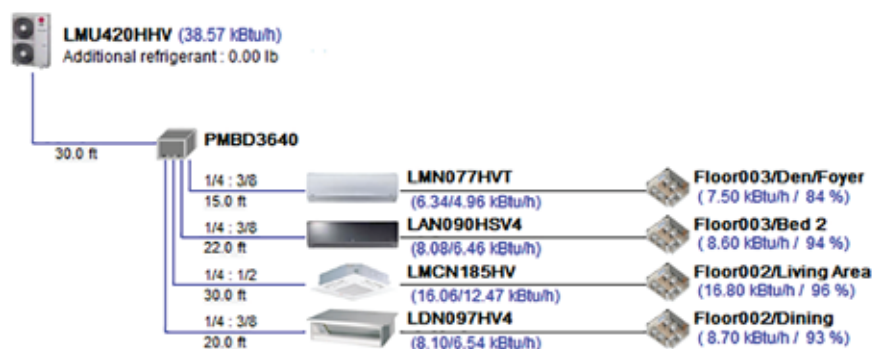 LMU420HHV (38.57 kBtu/h)
Additional refrigerant : 0.00 lb
30.0 ft
PMBD3640
1/4 : 3/8
15.0 ft
LMN077HVT
(6.34/4.96 kBtu/h)
Floor003/Den/Foyer
( 7.50 kBtu/h / 84 %)
1/4 : 3/8
22.0 ft
LAN090HSV4
(8.08/6.46 kBtu/h)
Floor003/Bed 2
( 8.60 kBtu/h / 94 %)
1/4 : 1/2
30.0 ft
LMCN185HV
(16.06/12.47 kBtu/h)
Floor002/Living Area
(16.80 kBtu/h / 96 %)
1/4 : 3/8
20.0 ft
LDN097HV4
(8.10/6.54 kBtu/h)
Floor002/Dining
( 8.70 kBtu/h / 93 %)